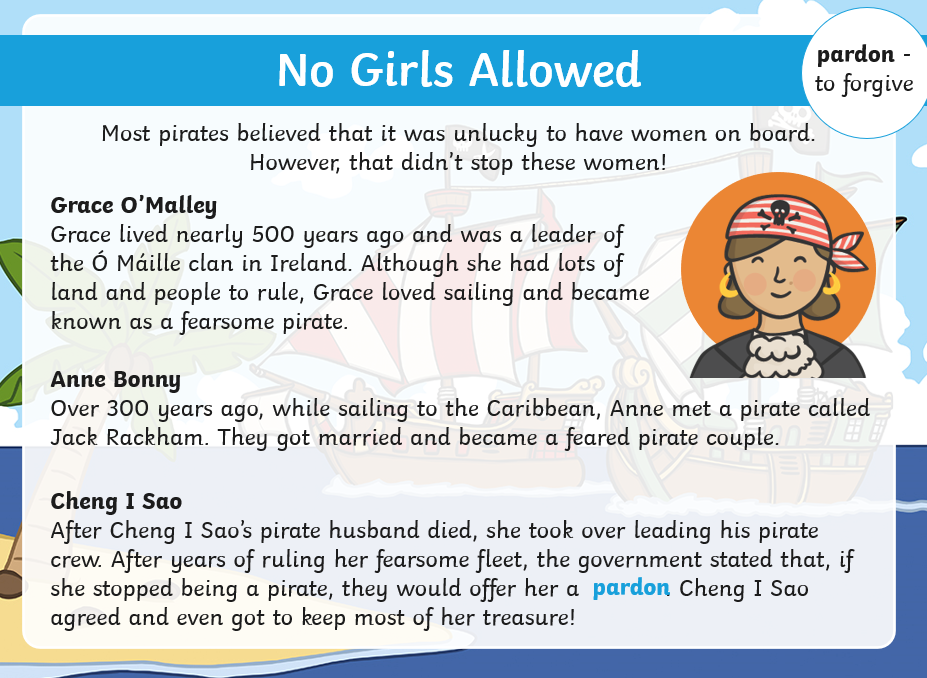 No Girls Allowed
pardon -
to forgive
Most pirates believed that it was unlucky to have women on board.
However, that didn't stop these women!
Grace O'Malley
Grace lived nearly 500 years ago and was a leader of
the Ó Máille clan in Ireland. Although she had lots of
land and people to rule, Grace loved sailing and became
known as a fearsome pirate.
Anne Bonny
Over 300 years ago, while sailing to the Caribbean, Anne met a pirate called
Jack Rackham. They got married and became a feared pirate couple.
Cheng I Sao
After Cheng I Sao's pirate husband died, she took over leading his pirate
crew. After years of ruling her fearsome fleet, the government stated that, if
she stopped being a pirate, they would offer her a pardon. Cheng I Sao
agreed and even got to keep most of her treasure!